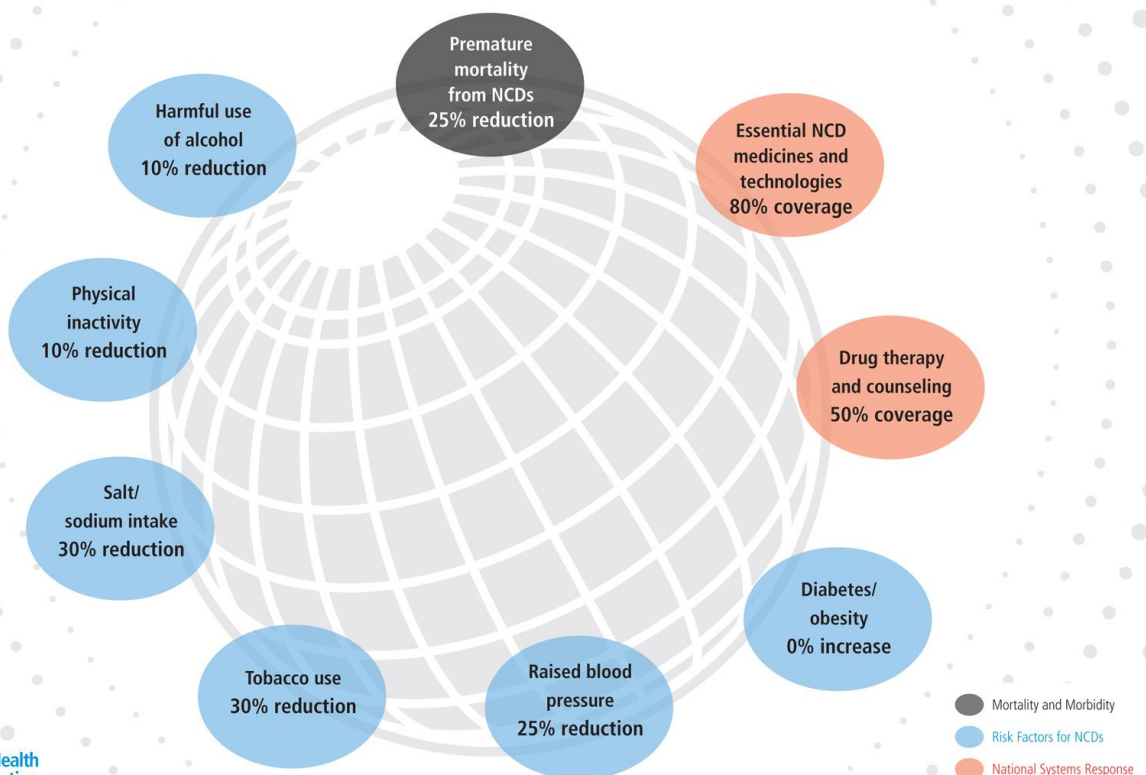 Premature
mortality
from NCDs
25% reduction
Harmful use
of alcohol
10% reduction
Essential NCD
medicines and
technologies
80% coverage
Physical
inactivity
10% reduction
Drug therapy
and counseling
50% coverage
Salt/
sodium intake
30% reduction
Diabetes/
obesity
0% increase
Tobacco use
30% reduction
Raised blood
pressure
25% reduction
Mortality and Morbidity
Risk Factors for NCDs
National Systems Response
Health